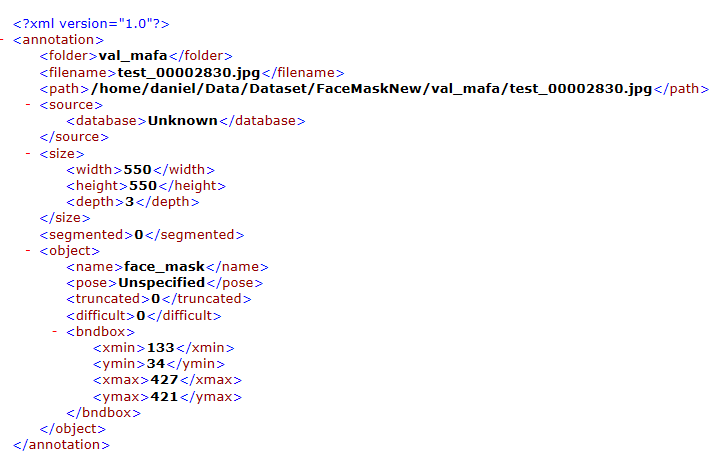 <?xml version="1.0"?>
- <annotation>
<folder>val_mafa</folder>
<filename>test_00002830.jpg</filename>
<path>/home/daniel/Data/Dataset/FaceMaskNew/val_mafa/test_00002830.jpg</path>
- <source>
<database>Unknown</database>
</source>
- <size>
<width>550</width>
<height>550</height>
<depth>3</depth>
</size>
<segmented>0</segmented>
- <object>
<name>face_mask</name>
<pose>Unspecified</pose>
<truncated>0</truncated>
<difficult>0</difficult>
- <bndbox>
<xmin>133</xmin>
<ymin>34</ymin>
<xmax>427</xmax>
<ymax>421</ymax>
</bndbox>
</object>
</annotation>